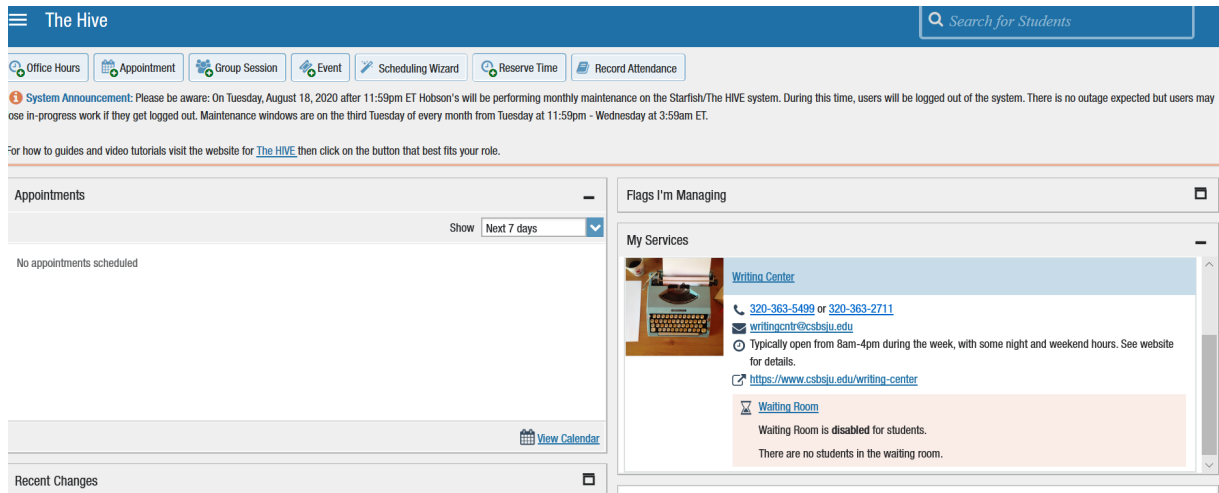 The Hive
Search for Students
Office Hours
Appointment
Group Session
Event
Scheduling Wizard
Reserve Time
Record Attendance
System Announcement: Please be aware: On Tuesday, August 18, 2020 after 11:59pm ET Hobson's will be performing monthly maintenance on the Starfish/The HIVE system. During this time, users will be logged out of the system. There is no outage expected but users may
ose in-progress work if they get logged out. Maintenance windows are on the third Tuesday of every month from Tuesday at 11:59pm - Wednesday at 3:59am ET.
For how to guides and video tutorials visit the website for The HIVE then click on the button that best fits your role.
Appointments
Show Next 7 days
No appointments scheduled
View Calendar
Recent Changes
Flags I'm Managing
My Services
Writing Center
320-363-5499 or 320-363-2711
writingcntr@csbsju.edu
Typically open from 8am-4pm during the week, with some night and weekend hours. See website
for details.
https://www.csbsju.edu/writing-center
Waiting Room
Waiting Room is disabled for students.
There are no students in the waiting room.